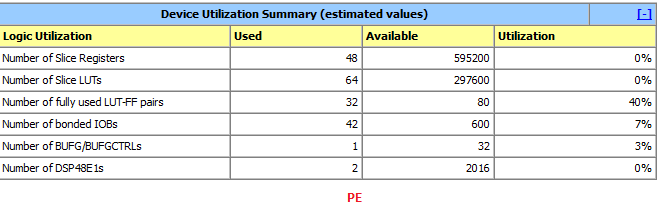 Device Utilization Summary (estimated values) [-]
Logic Utilization Used Available Utilization
Number of Slice Registers 48 595200 0%
Number of Slice LUTs 64 297600 0%
Number of fully used LUT-FF pairs 32 80 40%
Number of bonded IOBs 42 600 7%
Number of BUFG/BUFGCTRLs 1 32 3%
Number of DSP48E1s 2 2016 0%
PE